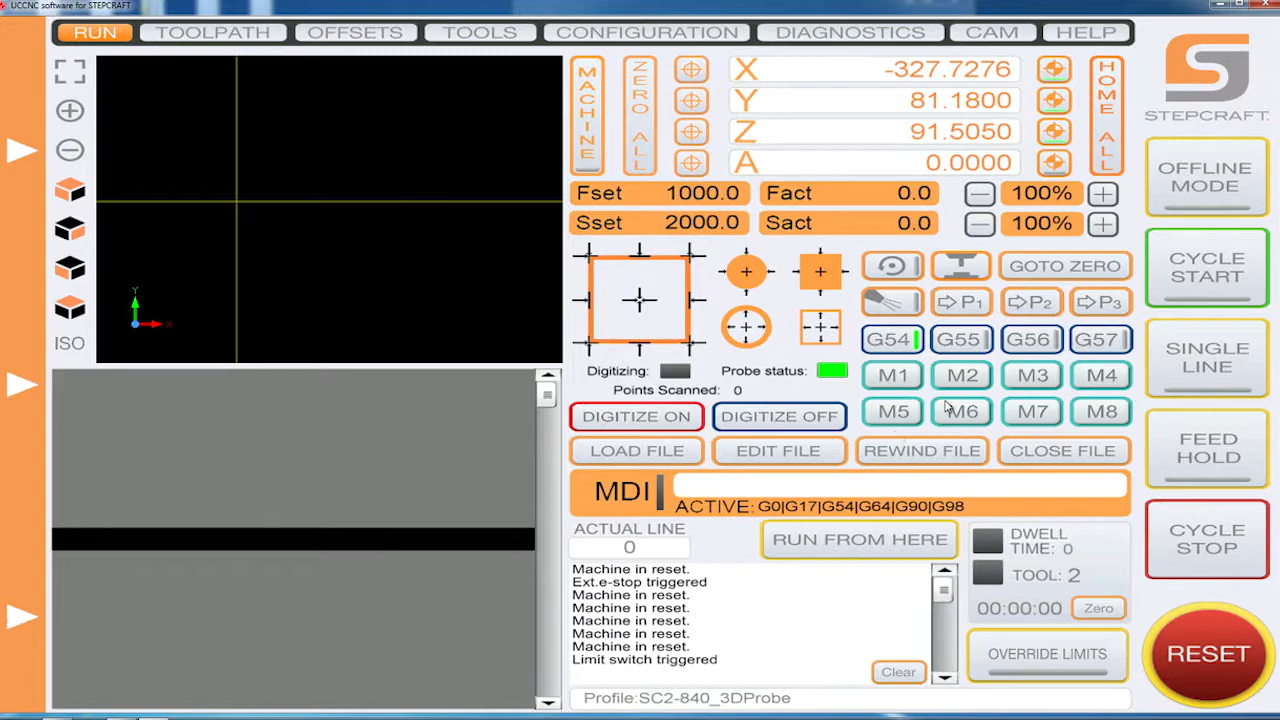 UCCNC software for STEPCRAFT
RUN TOOLPATH OFFSETS TOOLS CONFIGURATION DIAGNOSTICS CAM HELP
MACHINE
ZERO ALL
X -327.7276
Y 81.1800
Z 91.5050
A 0.0000
HOME ALL
STEPCRAFT
Fset 1000.0 Fact 0.0 100%
Sset 2000.0 Sact 0.0 100%
GOTO ZERO
P1 P2 P3
G54 G55 G56 G57
M1 M2 M3 M4
M5 M6 M7 M8
Y
X
ISO
Digitizing: Probe status:
Points Scanned: 0
DIGITIZE ON DIGITIZE OFF
LOAD FILE EDIT FILE REWIND FILE CLOSE FILE
MDI
ACTIVE: G0|G17|G54|G64|G90|G98
ACTUAL LINE
0
RUN FROM HERE
DWELL
TIME: 0
TOOL: 2
00:00:00 Zero
OVERRIDE LIMITS
Machine in reset.
Ext.e-stop triggered
Machine in reset.
Machine in reset.
Machine in reset.
Machine in reset.
Machine in reset.
Limit switch triggered
Clear
Profile:SC2-840_3DProbe
OFFLINE
MODE
CYCLE
START
SINGLE
LINE
FEED
HOLD
CYCLE
STOP
RESET